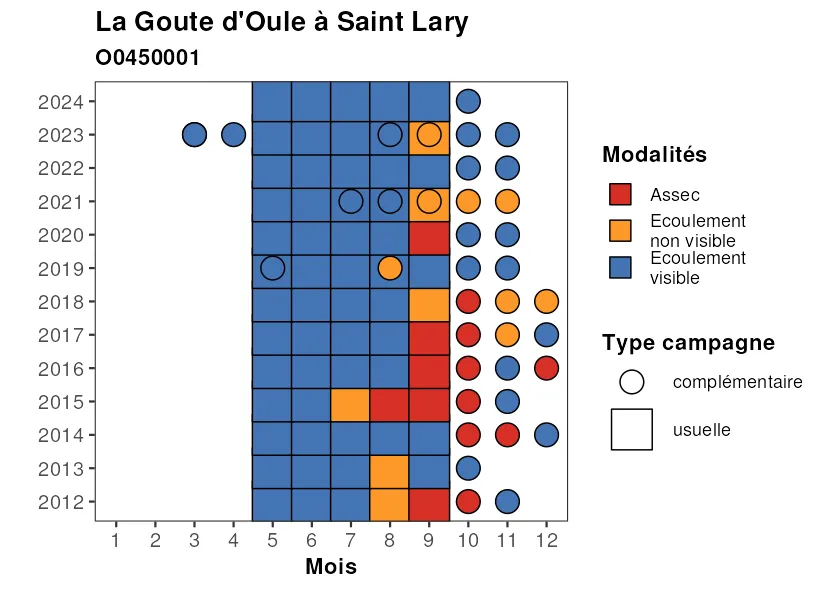 La Goute d'Oule à Saint Lary
O0450001
2024
2023
2022
2021
2020
2019
2018
2017
2016
2015
2014
2013
2012
1 2 3 4 5 6 7 8 9 10 11 12
Mois
Modalités
Assec
Ecoulement
non visible
Ecoulement
visible
Type campagne
complémentaire
usuelle